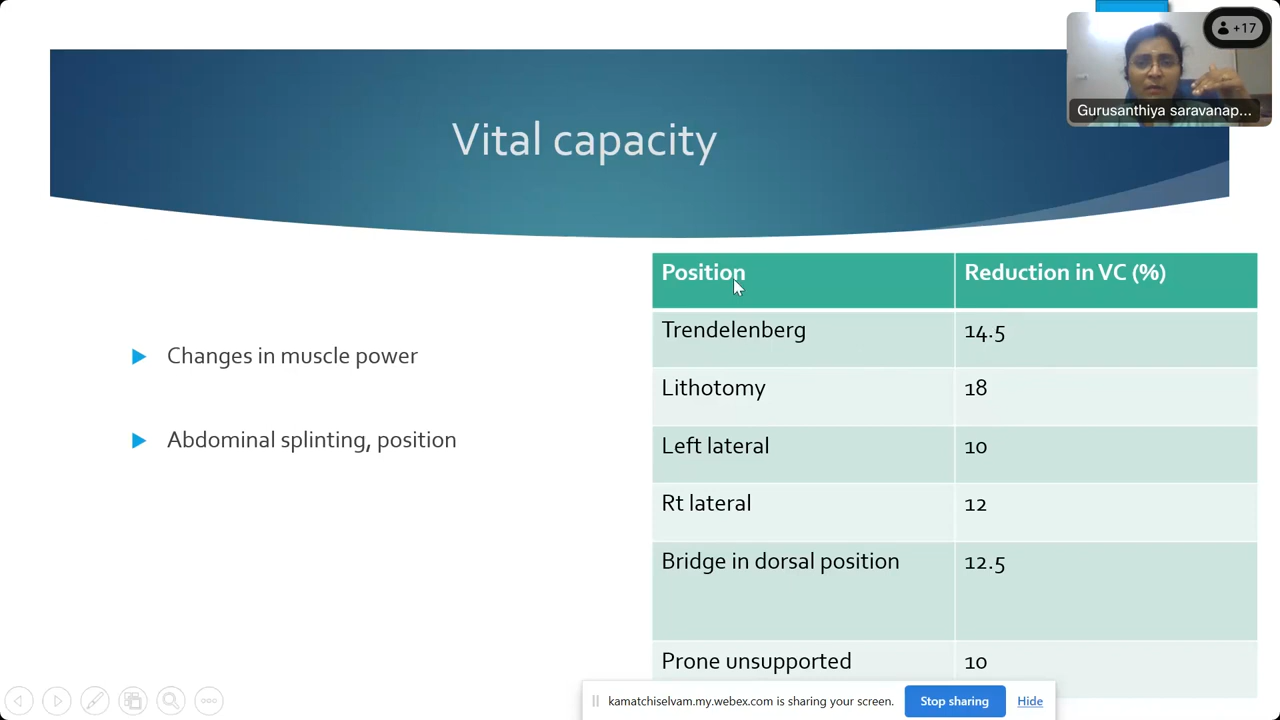 +17
Gurusanthiya saravanap...
Vital capacity
Changes in muscle power
Abdominal splinting, position
Position Reduction in VC (%)
Trendelenberg 14.5
Lithotomy 18
Left lateral 10
Rt lateral 12
Bridge in dorsal position 12.5
Prone unsupported 10
kamatchiselvam.my.webex.com is sharing your screen. Stop sharing Hide